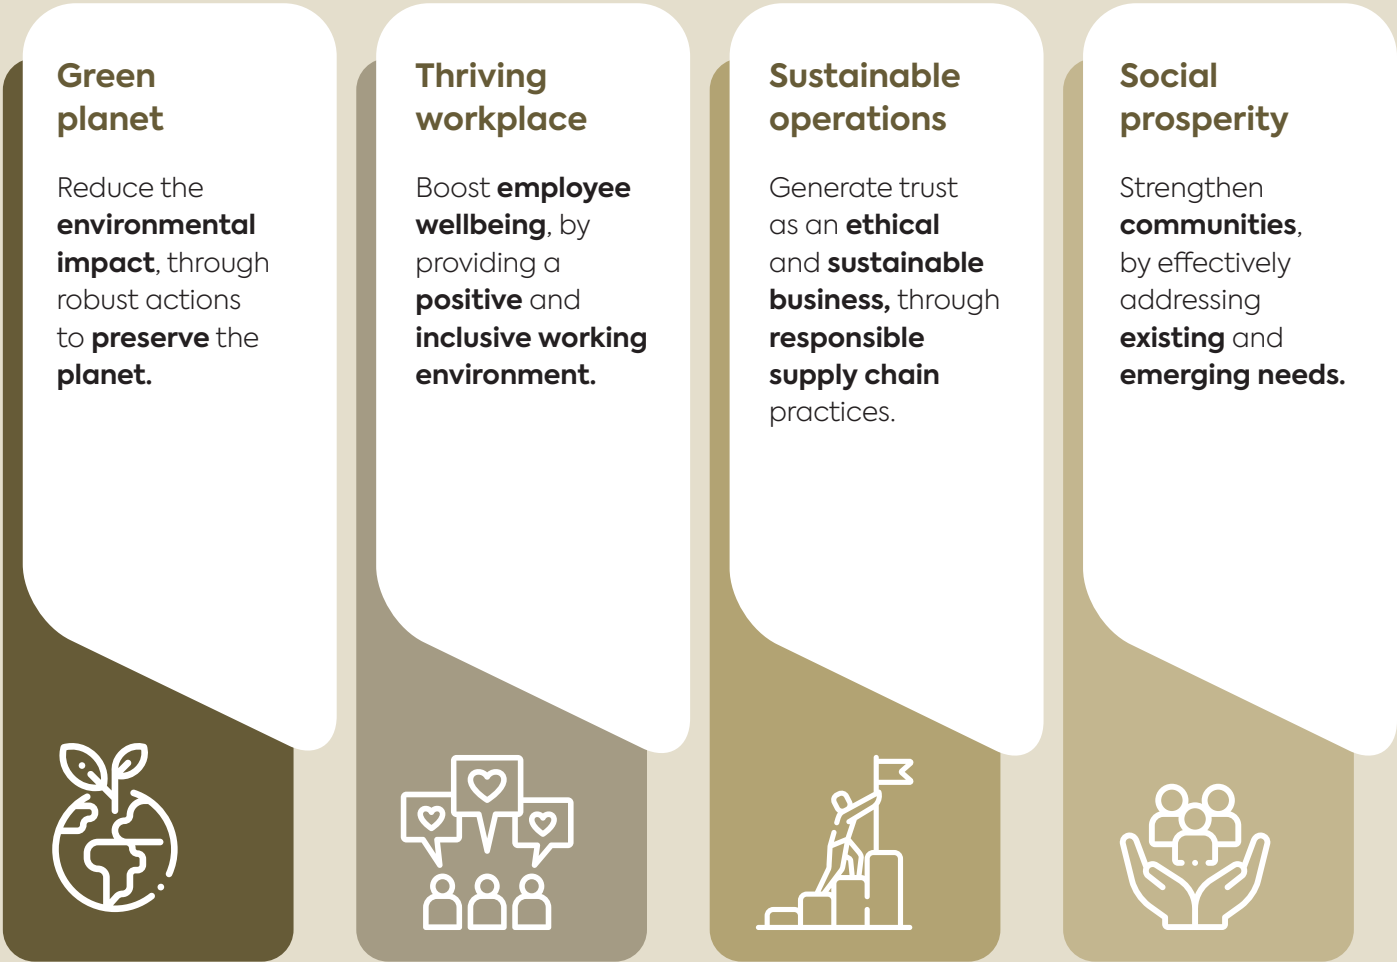 Green
planet
Reduce the
environmental
impact, through
robust actions
to preserve the
planet.
Thriving
workplace
Boost employee
wellbeing, by
providing a
positive and
inclusive working
environment.
Sustainable
operations
Generate trust
as an ethical
and sustainable
business, through
responsible
supply chain
practices.
Social
prosperity
Strengthen
communities,
by effectively
addressing
existing and
emerging needs.